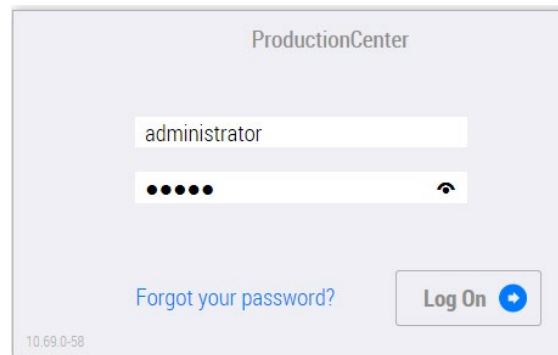 ProductionCenter
administrator
●●●●●
Forgot your password?
Log On
10.69.0-58